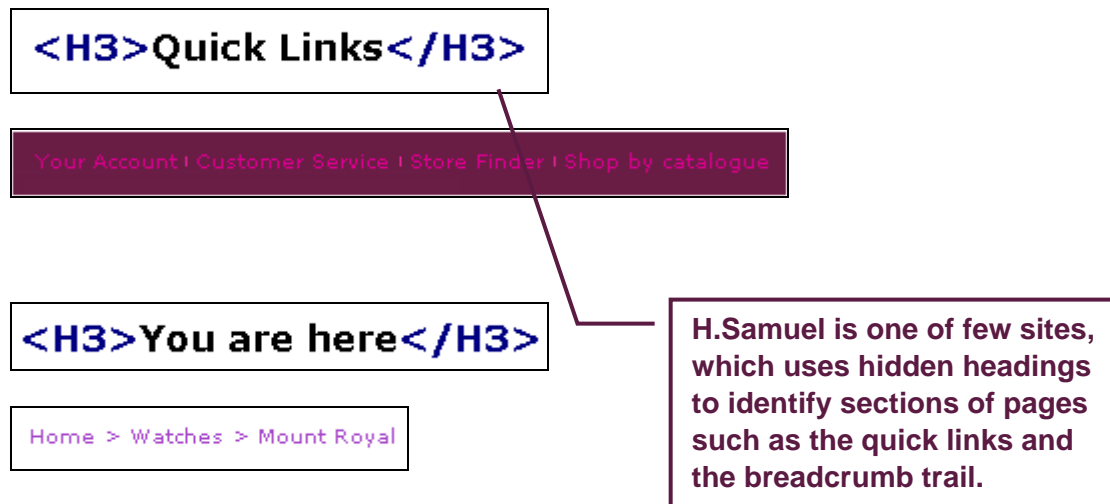 <H3>Quick Links</H3>
Your Account | Customer Service | Store Finder | Shop by catalogue
<H3>You are here</H3>
Home > Watches > Mount Royal
H.Samuel is one of few sites,
which uses hidden headings
to identify sections of pages
such as the quick links and
the breadcrumb trail.